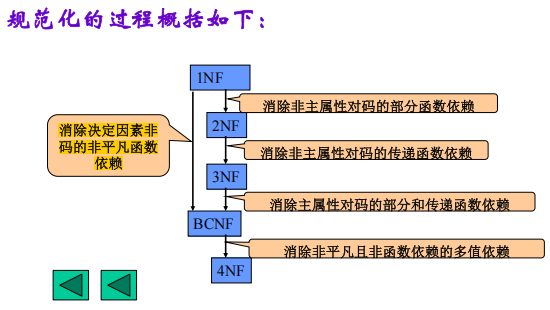 规范化的过程概括如下：
1NF
消除非主属性对码的部分函数依赖
消除决定因素非
码的非平凡函数
依赖
2NF
消除非主属性对码的传递函数依赖
3NF
消除主属性对码的部分和传递函数依赖
BCNF
消除非平凡且非函数依赖的多值依赖
4NF